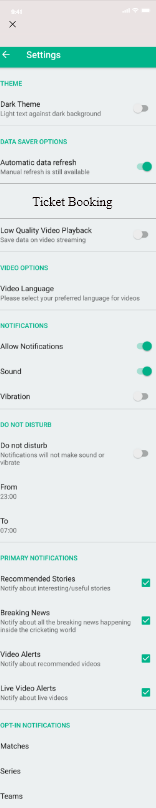 9:41
Settings
THEME
Dark Theme
Light text against dark background
DATA SAVER OPTIONS
Automatic data refresh
Manual refresh is still available
Ticket Booking
Low Quality Video Playback
Save data on video streaming
VIDEO OPTIONS
Video Language
Please select your preferred language for videos
NOTIFICATIONS
Allow Notifications
Sound
Vibration
DO NOT DISTURB
Do not disturb
Notifications will not make sound or
vibrate
From
23:00
To
07:00
PRIMARY NOTIFICATIONS
Recommended Stories
Notify about interesting/useful stories
Breaking News
Notify about all the breaking news happening
inside the cricketing world
Video Alerts
Notify about recommended videos
Live Video Alerts
Notify about live videos
OPT-IN NOTIFICATIONS
Matches
Series
Teams